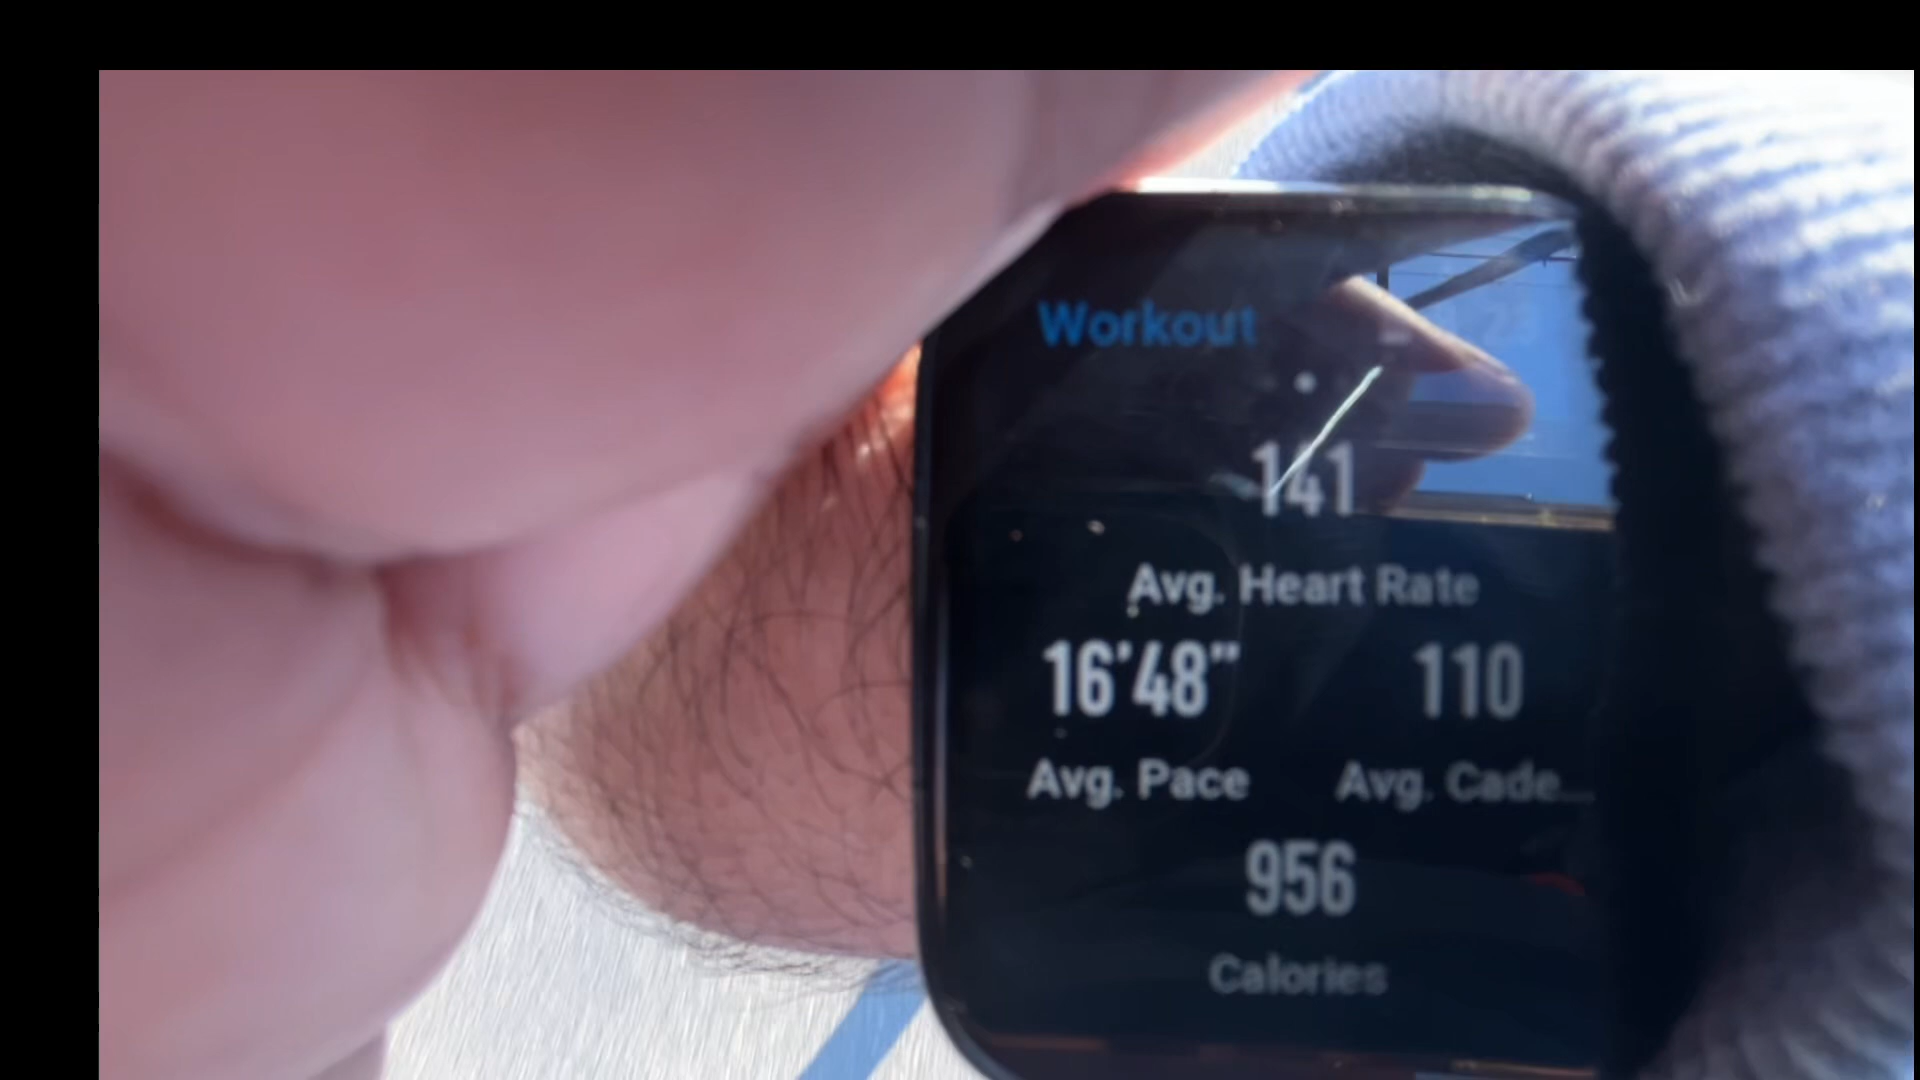 Workout
141
Avg. Heart Rate
16'48" 110
Avg. Pace Avg. Cade...
956
Calories